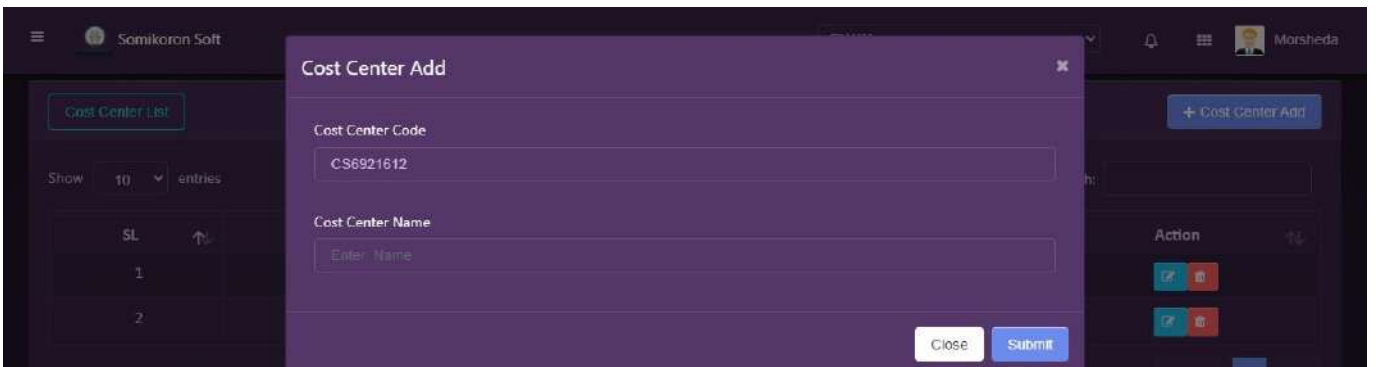 Somikoron Soft
Morsheda
Cost Center Add
Cost Center List
+ Cost Center Add
Cost Center Code
CS6921612
Show 10 entries
h:
Cost Center Name
Enter Name
SL
Action
1
2
Close
Submit